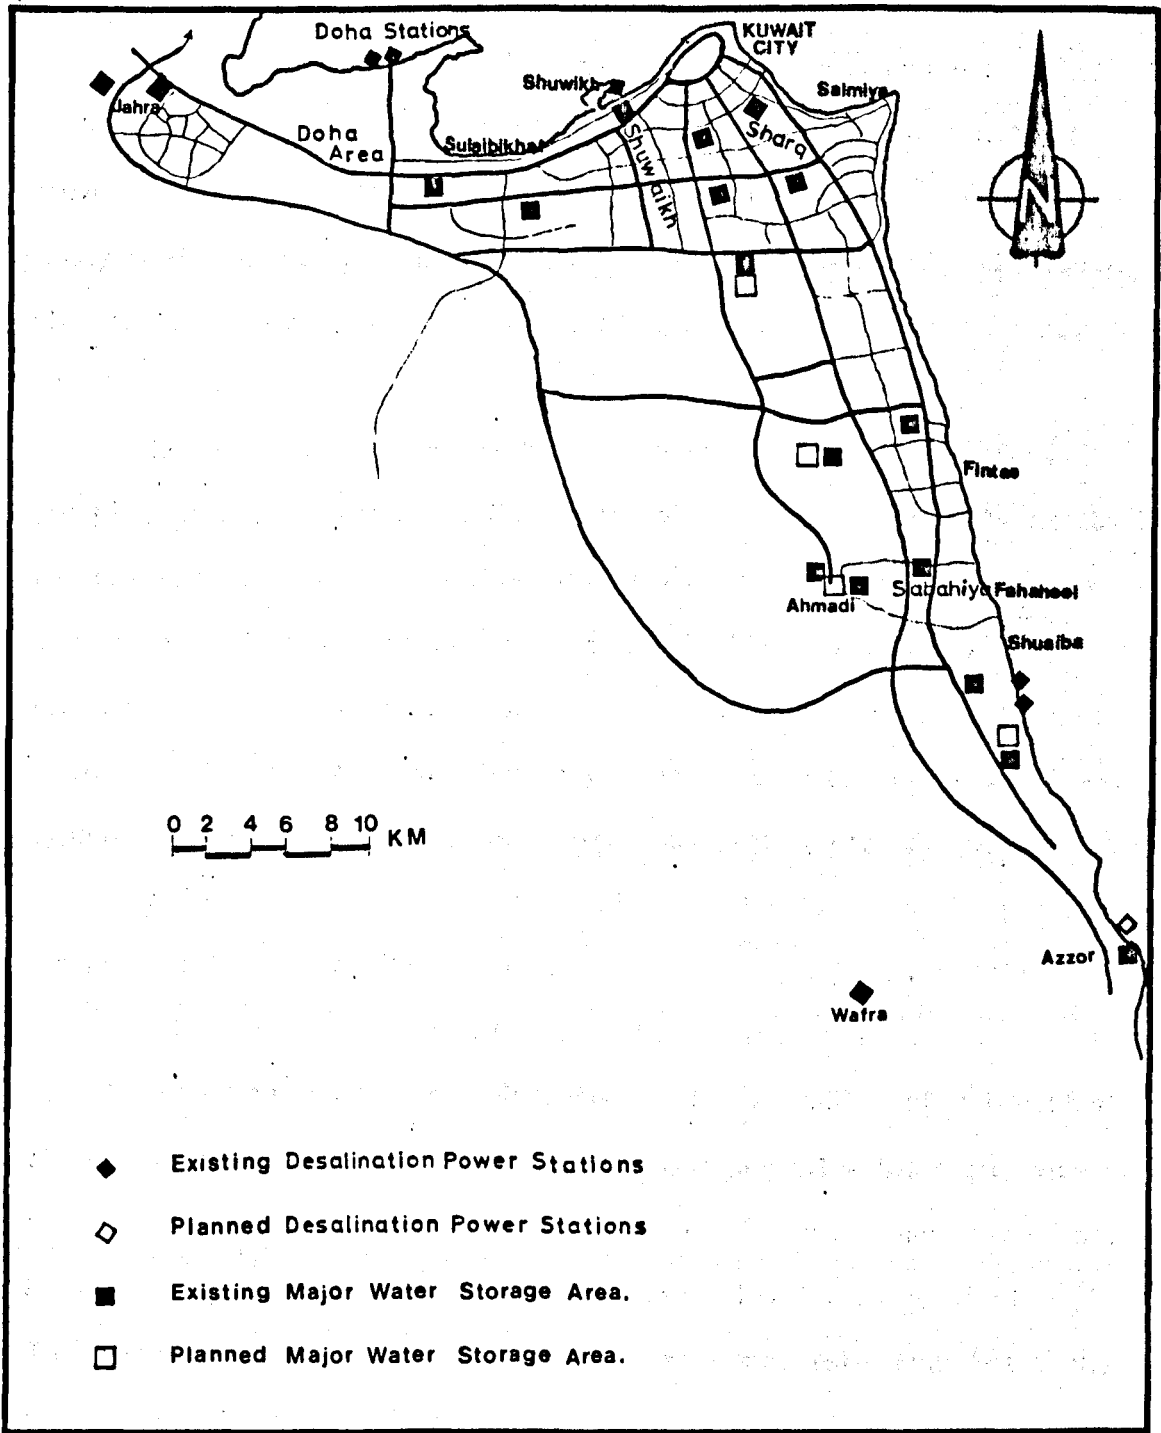 Doha Stations
KUWAIT
CITY
Shuwikh
Salmiya
Jahra
Doha
Area
Sulaibikhat
Shuwaikh
Sharq
N
Fintas
Ahmadi
Sabahiya
Fahaheel
Shuaiba
0 2 4 6 8 10 KM
Azzor
Wafra
Existing Desalination Power Stations
Planned Desalination Power Stations
Existing Major Water Storage Area.
Planned Major Water Storage Area.